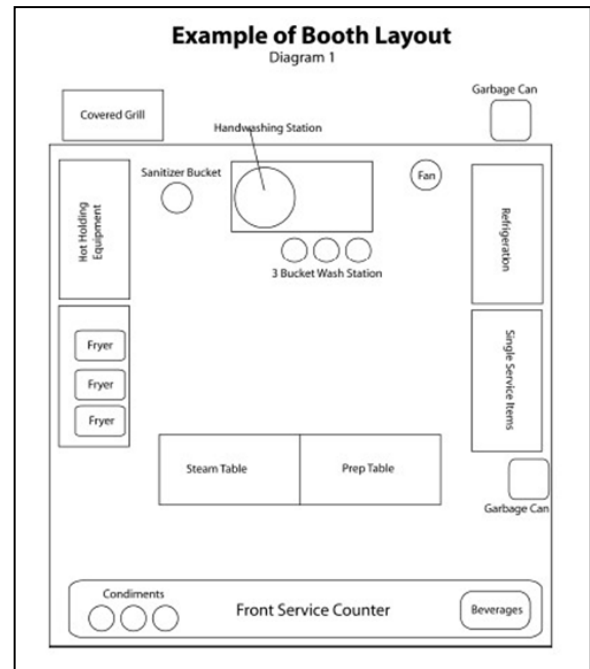 Example of Booth Layout
Diagram 1
Garbage Can
Covered Grill
Handwashing Station
Sanitizer Bucket
Fan
Hot Holding
Equipment
Refrigeration
3 Bucket Wash Station
Fryer
Fryer
Fryer
Single Service Items
Steam Table
Prep Table
Garbage Can
Condiments
Front Service Counter
Beverages